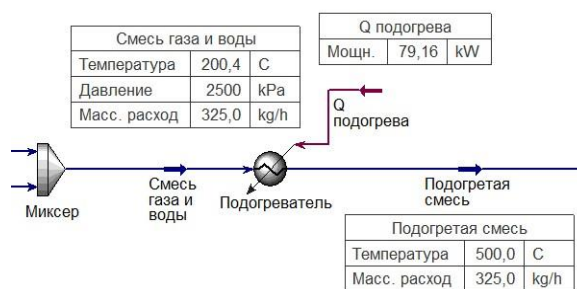 Q подогрева
Мощн. 79,16 kW
Смесь газа и воды
Температура 200,4 C
Давление 2500 kPa
Масс. расход 325,0 kg/h
Q
подогрева
Миксер
Смесь
газа и
воды
Подогреватель
Подогретая
смесь
Подогретая смесь
Температура 500,0 C
Масс. расход 325,0 kg/h